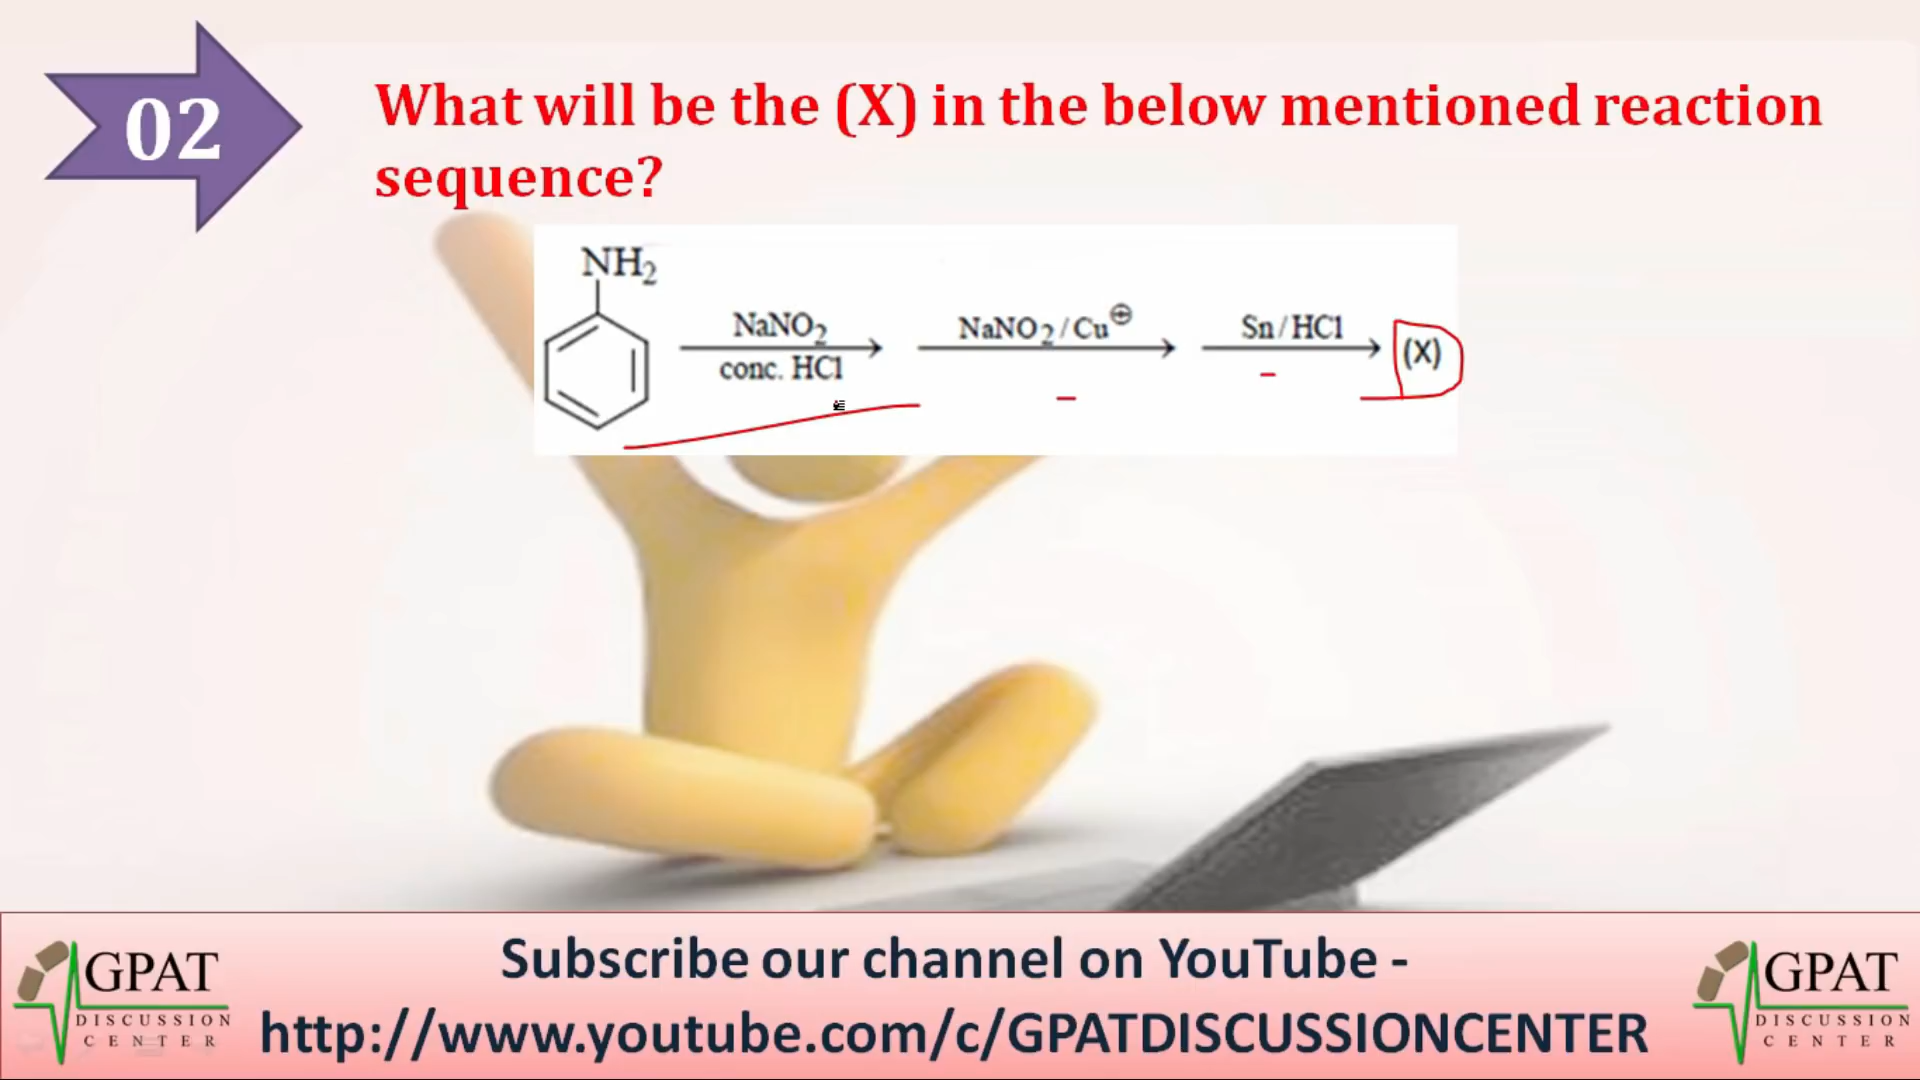 02
What will be the (X) in the below mentioned reaction
sequence?
NH₂
NaNO₂
conc. HCl
NaNO₂/Cu⊕
Sn/HCl
(X)
GPAT
DISCUSSION
CENTER
Subscribe our channel on YouTube -
http://www.youtube.com/c/GPATDISCUSSIONCENTER
GPAT
DISCUSSION
CENTER